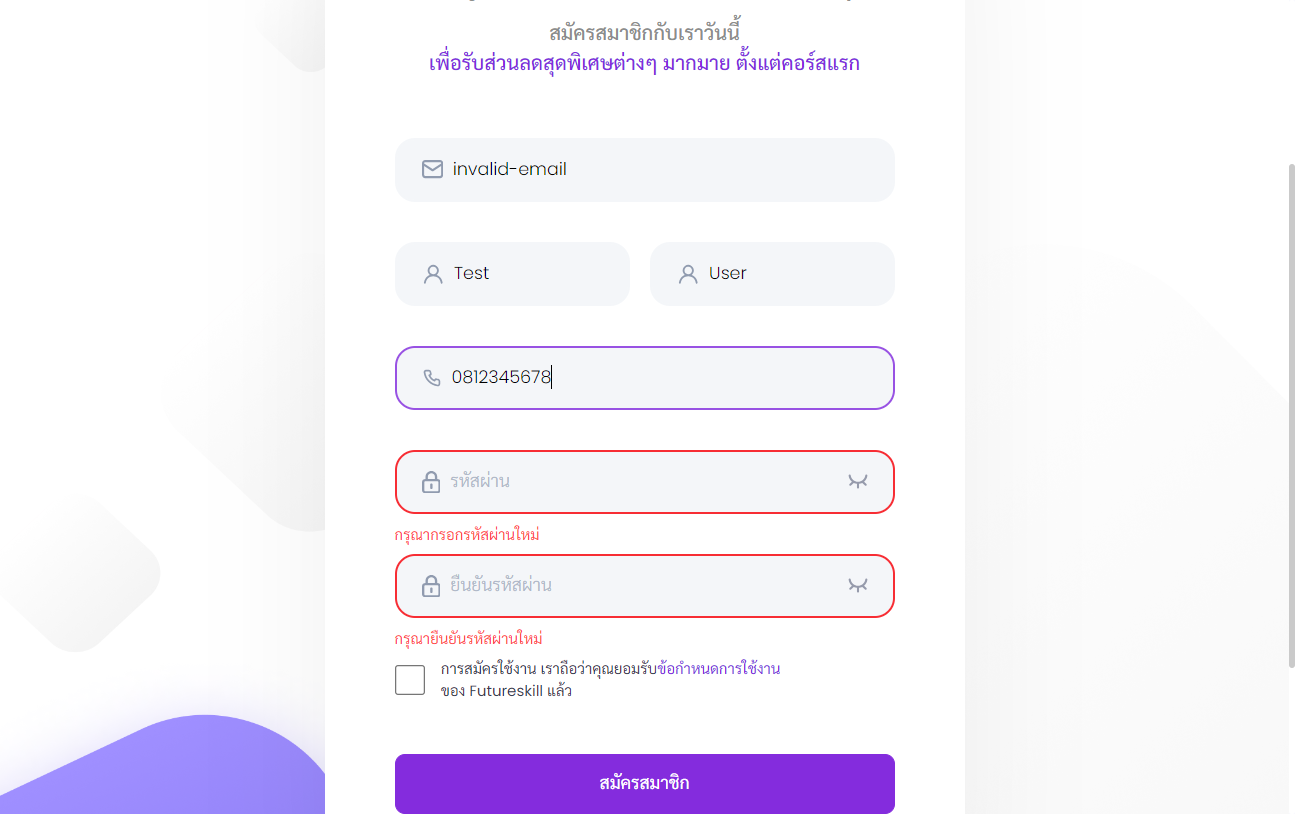 สมัครสมาชิกกับเราวันนี้
เพื่อรับส่วนลดสุดพิเศษต่างๆ มากมาย ตั้งแต่คอร์สแรก
invalid-email
Test
User
0812345678
รหัสผ่าน
กรุณากรอกรหัสผ่านใหม่
ยืนยันรหัสผ่าน
กรุณายืนยันรหัสผ่านใหม่
การสมัครใช้งาน เราถือว่าคุณยอมรับข้อกำหนดการใช้งาน
ของ Futureskill แล้ว
สมัครสมาชิก